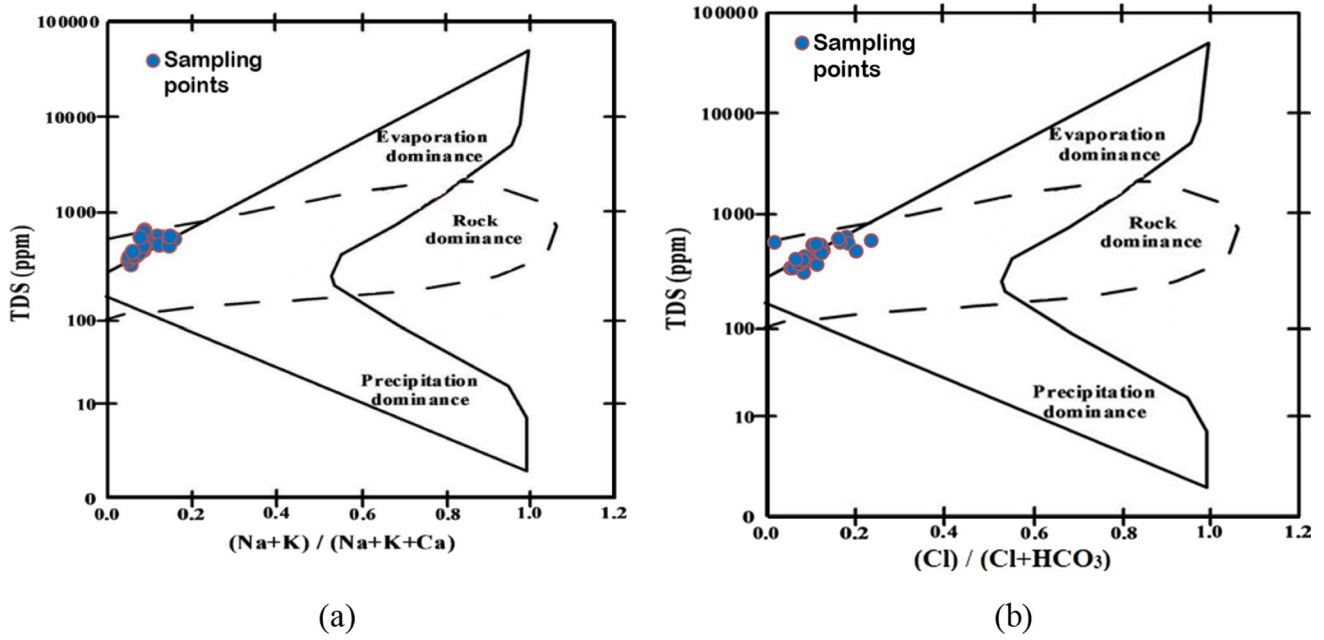 100000
10000
1000
100
10
0
TDS (ppm)
Sampling
points
Evaporation
dominance
Rock
dominance
Precipitation
dominance
0.0 0.2 0.4 0.6 0.8 1.0 1.2
(Na+K) / (Na+K+Ca)
(a)
100000
10000
1000
100
10
0
TDS (ppm)
Sampling
points
Evaporation
dominance
Rock
dominance
Precipitation
dominance
0.0 0.2 0.4 0.6 0.8 1.0 1.2
(Cl) / (Cl+HCO₃)
(b)